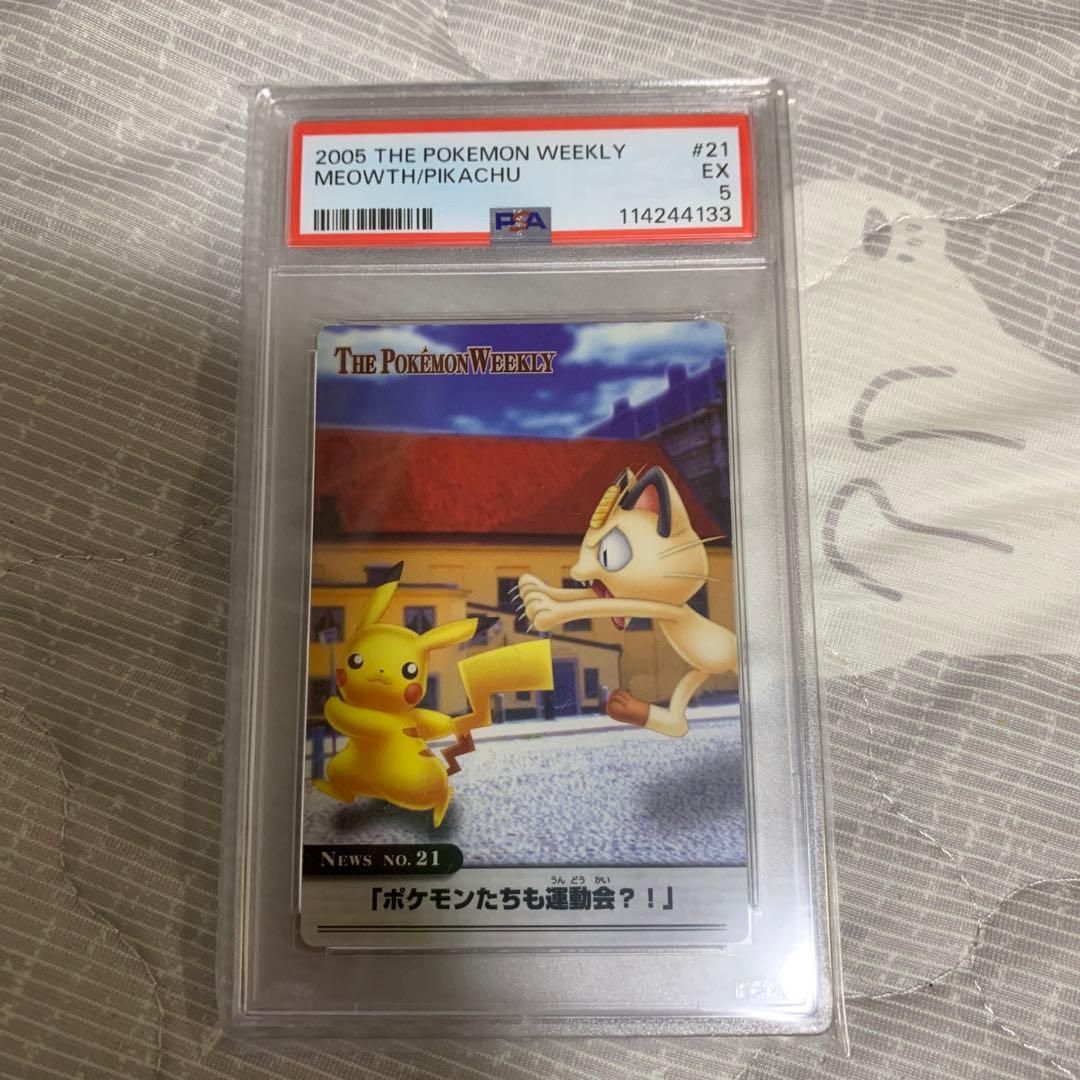 2005 THE POKEMON WEEKLY #21
MEOWTH/PIKACHU EX
5
PSA 114244133
THE POKÉMON WEEKLY
NEWS NO. 21
うん どう かい
「ポケモンたちも運動会？！」